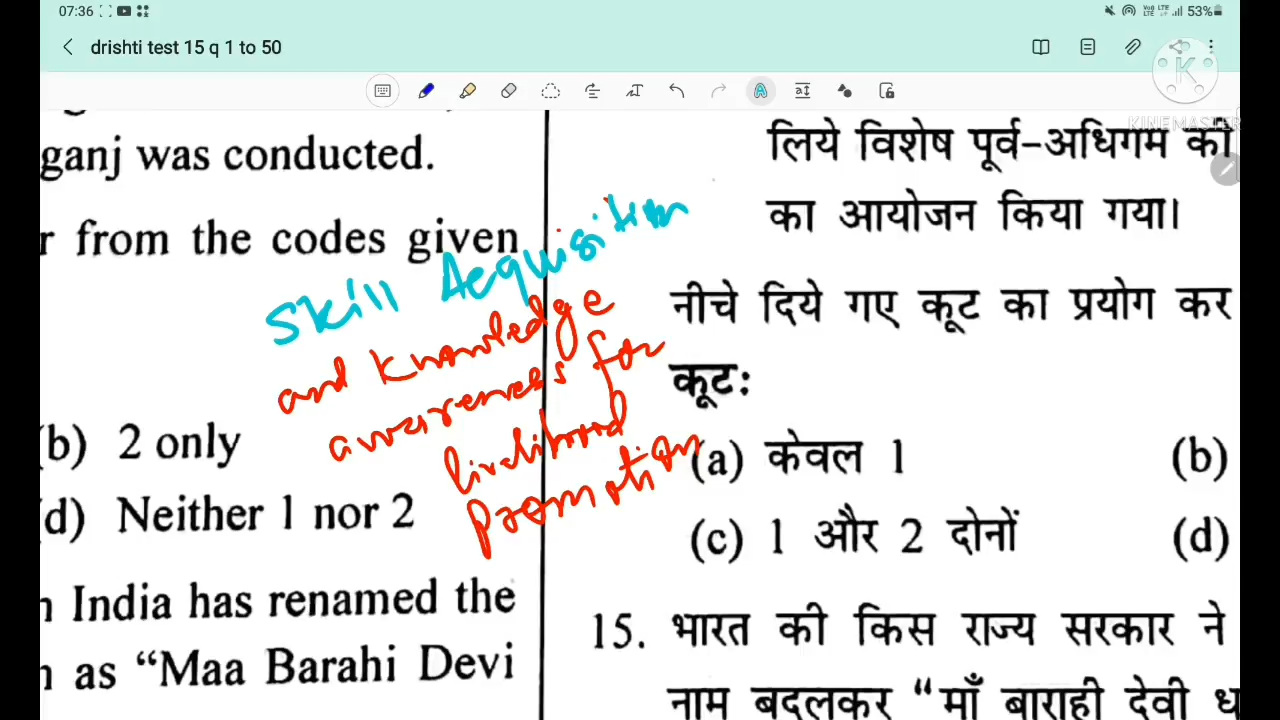 07:36
53%
drishti test 15 q 1 to 50
KINEMASTER
ganj was conducted.
r from the codes given
(b) 2 only
(d) Neither 1 nor 2
India has renamed the
as “Maa Barahi Devi
Skill Acquisition
and knowledge
awareness for
livelihood
promotion
लिये विशेष पूर्व-अधिगम की
का आयोजन किया गया।
नीचे दिये गए कूट का प्रयोग कर
कूटः
(a) केवल 1 (b)
(c) 1 और 2 दोनों (d)
15. भारत की किस राज्य सरकार ने
नाम बदलकर “माँ बाराही देवी ध